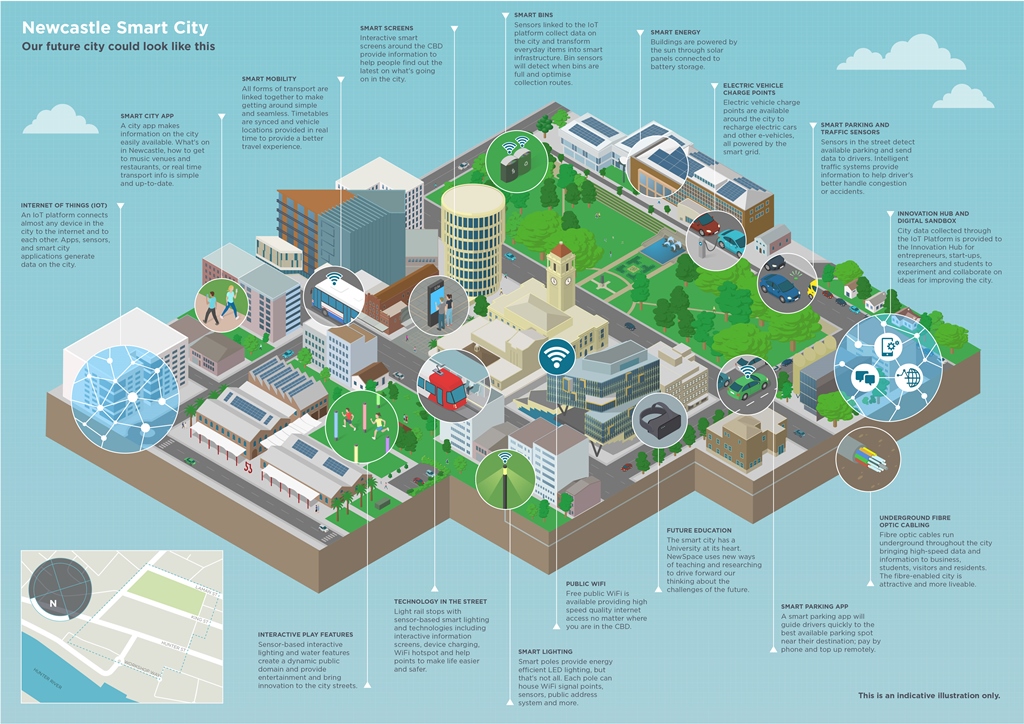 Newcastle Smart City
Our future city could look like this
SMART SCREENS
Interactive smart
screens around the CBD
provide information to
help people find out the
latest on what's going
on in the city.
SMART BINS
Sensors linked to the IoT
platform collect data on
the city and transform
everyday items into smart
infrastructure. Bin sensors
will detect when bins are
full and optimise
collection routes.
SMART ENERGY
Buildings are powered by
the sun through solar
panels connected to
battery storage.
SMART MOBILITY
All forms of transport are
linked together to make
getting around simple
and seamless. Timetables
are synced and vehicle
locations provided in real
time to provide a better
travel experience.
ELECTRIC VEHICLE
CHARGE POINTS
Electric vehicle charge
points are available
around the city to
recharge electric cars
and other e-vehicles,
all powered by the
smart grid.
SMART CITY APP
A city app makes
information on the city
easily available. What's on
in Newcastle, how to get
to music venues and
restaurants, or real time
transport info is simple
and up-to-date.
SMART PARKING AND
TRAFFIC SENSORS
Sensors in the street detect
available parking and send
data to drivers. Intelligent
traffic systems provide
information to help driver's
better handle congestion
or accidents.
INTERNET OF THINGS (IOT)
An IoT platform connects
almost any device in the
city to the internet and to
each other. Apps, sensors,
and smart city
applications generate
data on the city.
INNOVATION HUB AND
DIGITAL SANDBOX
City data collected through
the IoT Platform is provided to
the Innovation Hub for
entrepreneurs, start-ups,
researchers and students to
experiment and collaborate on
ideas for improving the city.
UNDERGROUND FIBRE
OPTIC CABLING
Fibre optic cables run
underground throughout the city
bringing high-speed data and
information to business,
students, visitors and residents.
The fibre-enabled city is
attractive and more liveable.
FUTURE EDUCATION
The smart city has a
University at its heart.
NewSpace uses new ways
of teaching and researching
to drive forward our
thinking about the
challenges of the future.
PUBLIC WIFI
Free public WiFi is
available providing high
speed quality internet
access no matter where
you are in the CBD.
TECHNOLOGY IN THE STREET
Light rail stops with
sensor-based smart lighting
and technologies including
interactive information
screens, device charging,
WiFi hotspot and help
points to make life easier
and safer.
SMART PARKING APP
A smart parking app will
guide drivers quickly to the
best available parking spot
near their destination; pay by
phone and top up remotely.
INTERACTIVE PLAY FEATURES
Sensor-based interactive
lighting and water features
create a dynamic public
domain and provide
entertainment and bring
innovation to the city streets.
SMART LIGHTING
Smart poles provide energy
efficient LED lighting, but
that's not all. Each pole can
house WiFi signal points,
sensors, public address
system and more.
N
LAMAN ST
KING ST
HUNTER ST
WORKSHOP WAY
HUNTER RIVER
This is an indicative illustration only.